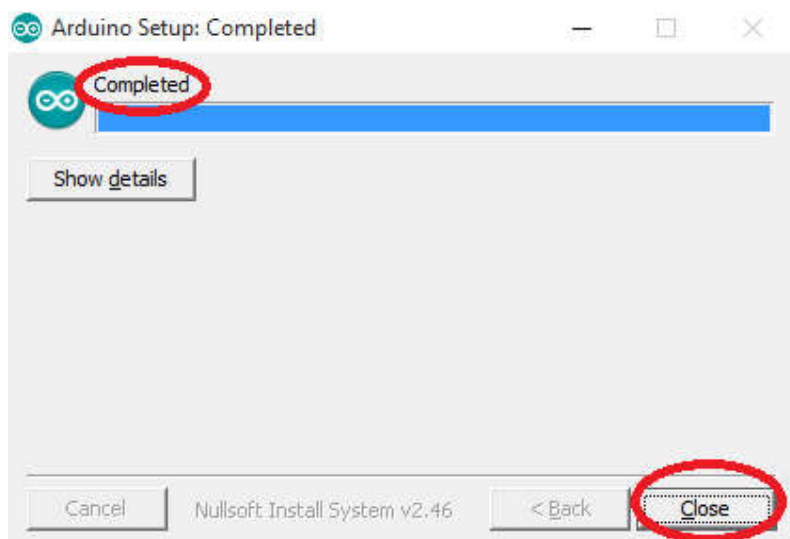 Arduino Setup: Completed
Completed
Show details
Cancel
Nullsoft Install System v2.46
< Back
Close